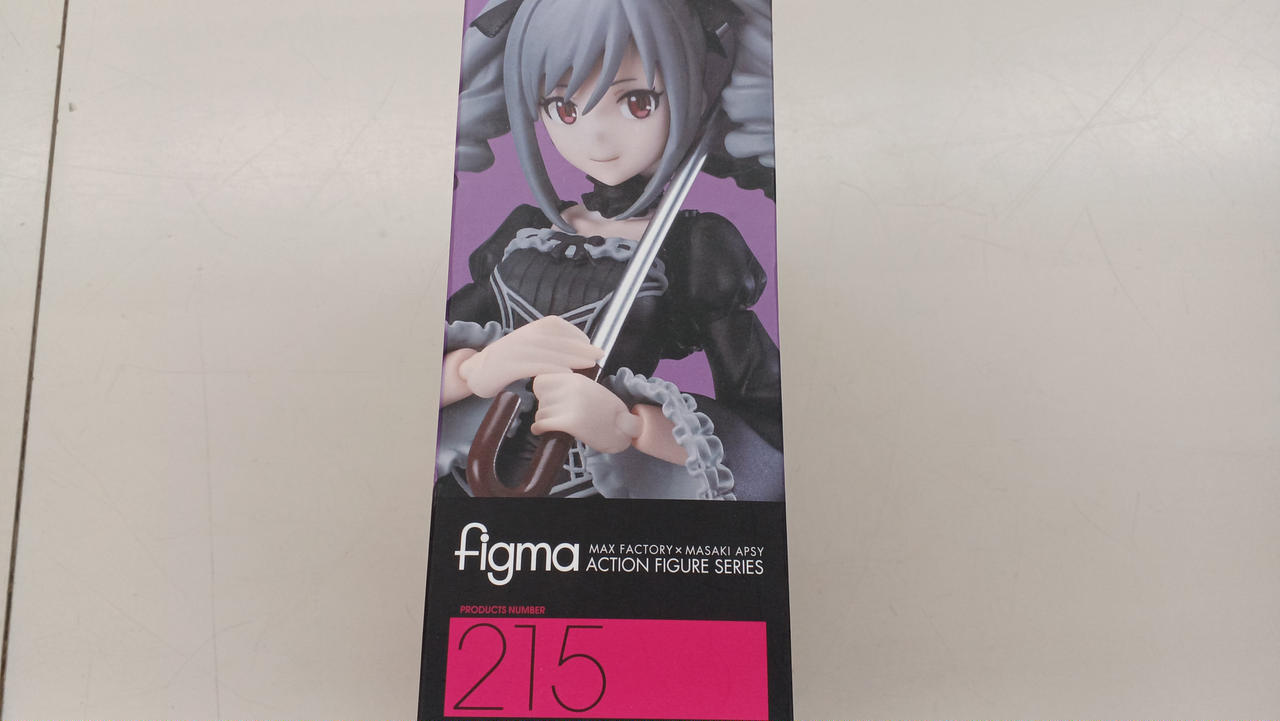 figma
MAX FACTORY × MASAKI APSY
ACTION FIGURE SERIES
PRODUCTS NUMBER
215